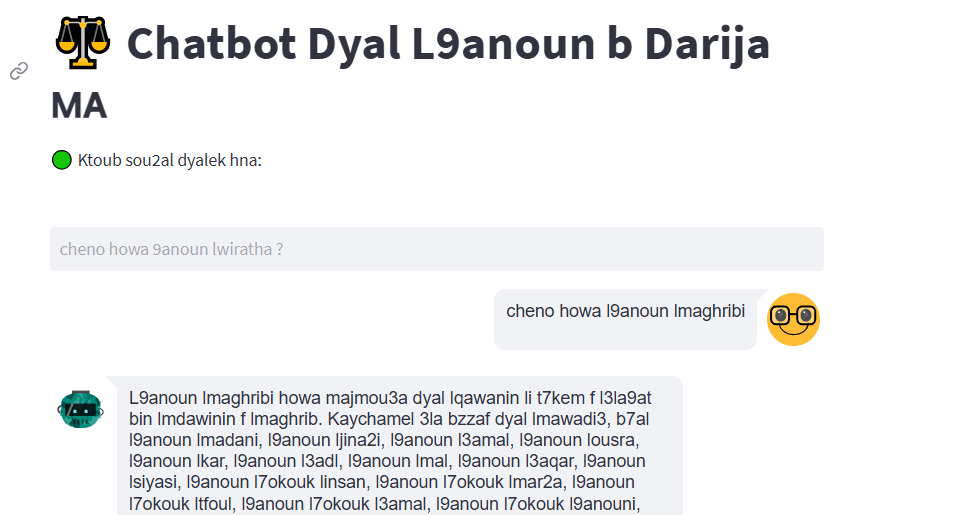 Chatbot Dyal L9anoun b Darija
MA
Ktoub sou2al dyalek hna:
cheno howa 9anoun lwiratha ?
cheno howa l9anoun lmaghribi
L9anoun lmaghribi howa majmou3a dyal lqawanin li t7kem f l3la9at
bin lmdawinin f lmaghrib. Kaychamel 3la bzzaf dyal lmawadi3, b7al
l9anoun lmadani, l9anoun ljina2i, l9anoun l3amal, l9anoun lousra,
l9anoun lkar, l9anoun l3adl, l9anoun lmal, l9anoun l3aqar, l9anoun
lsiyasi, l9anoun l7okouk linsan, l9anoun l7okouk lmar2a, l9anoun
l7okouk ltfoul, l9anoun l7okouk l3amal, l9anoun l7okouk l9anouni,